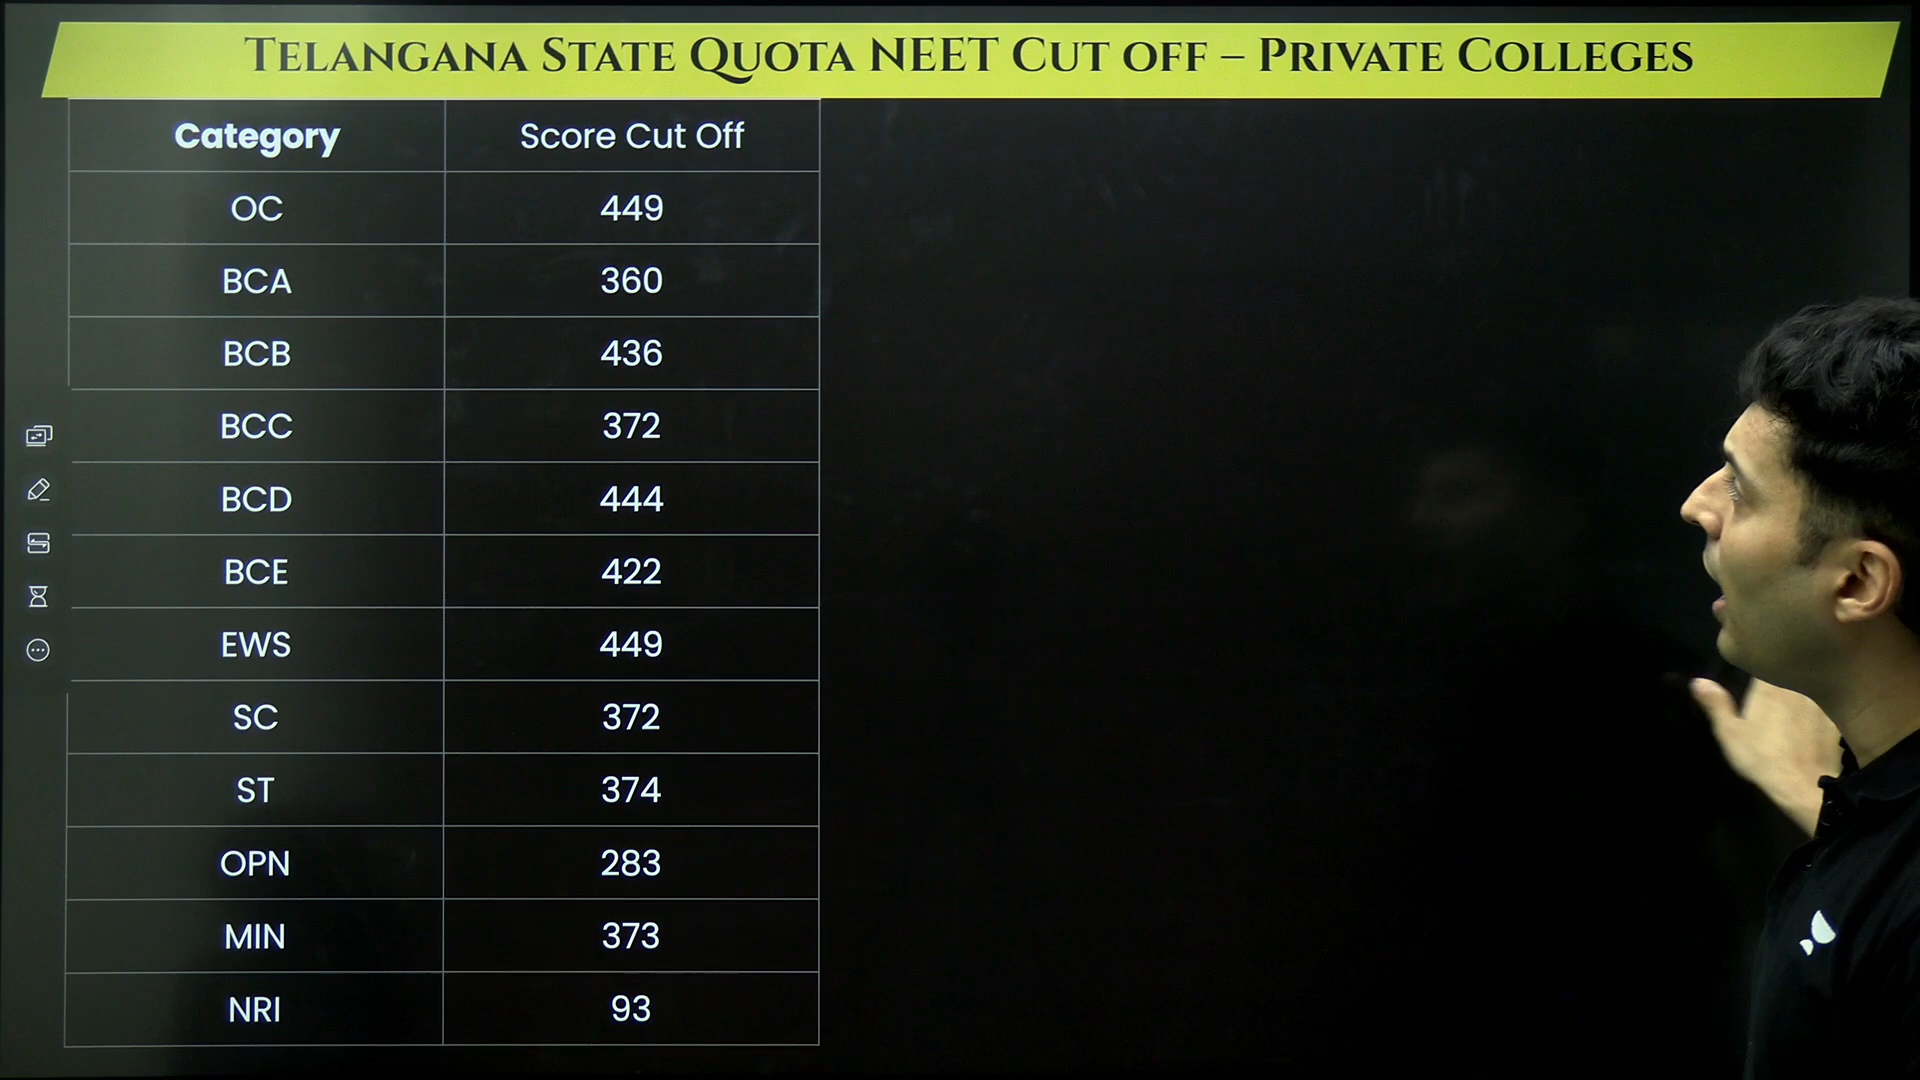 TELANGANA STATE QUOTA NEET CUT OFF – PRIVATE COLLEGES
Category Score Cut Off
OC 449
BCA 360
BCB 436
BCC 372
BCD 444
BCE 422
EWS 449
SC 372
ST 374
OPN 283
MIN 373
NRI 93